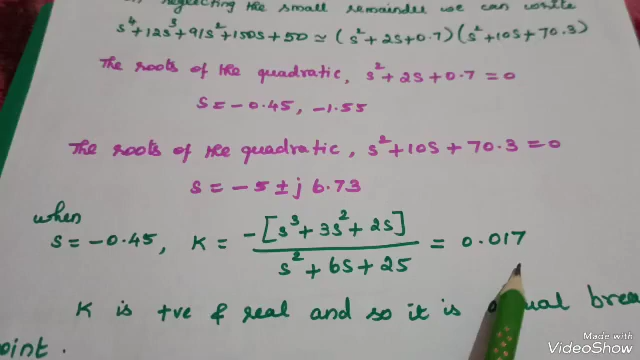 neglecting the small remainder we can write
s⁴+12s³+91s²+150s+50 ≃ (s²+2s+0.7)(s²+10s+70.3)
The roots of the quadratic, s²+2s+0.7=0
s=-0.45, -1.55
The roots of the quadratic, s²+10s+70.3=0
s = -5 ± j 6.73
when
s=-0.45, K = -[s³+3s²+2s] / s²+6s+25 = 0.017
K is +ve & real and so it is
point.
Made With
VideoShow